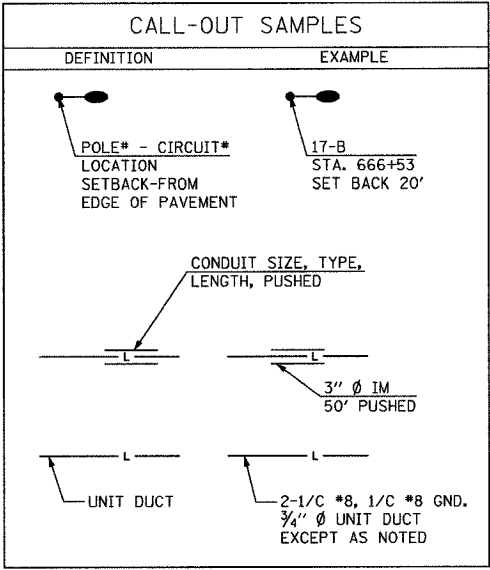 CALL-OUT SAMPLES
DEFINITION
EXAMPLE
POLE# - CIRCUIT#
LOCATION
SETBACK-FROM
EDGE OF PAVEMENT
17-B
STA. 666+53
SET BACK 20'
CONDUIT SIZE, TYPE,
LENGTH, PUSHED
L
L
3" Ø IM
50' PUSHED
L
L
UNIT DUCT
2-1/C #8, 1/C #8 GND.
¾" Ø UNIT DUCT
EXCEPT AS NOTED